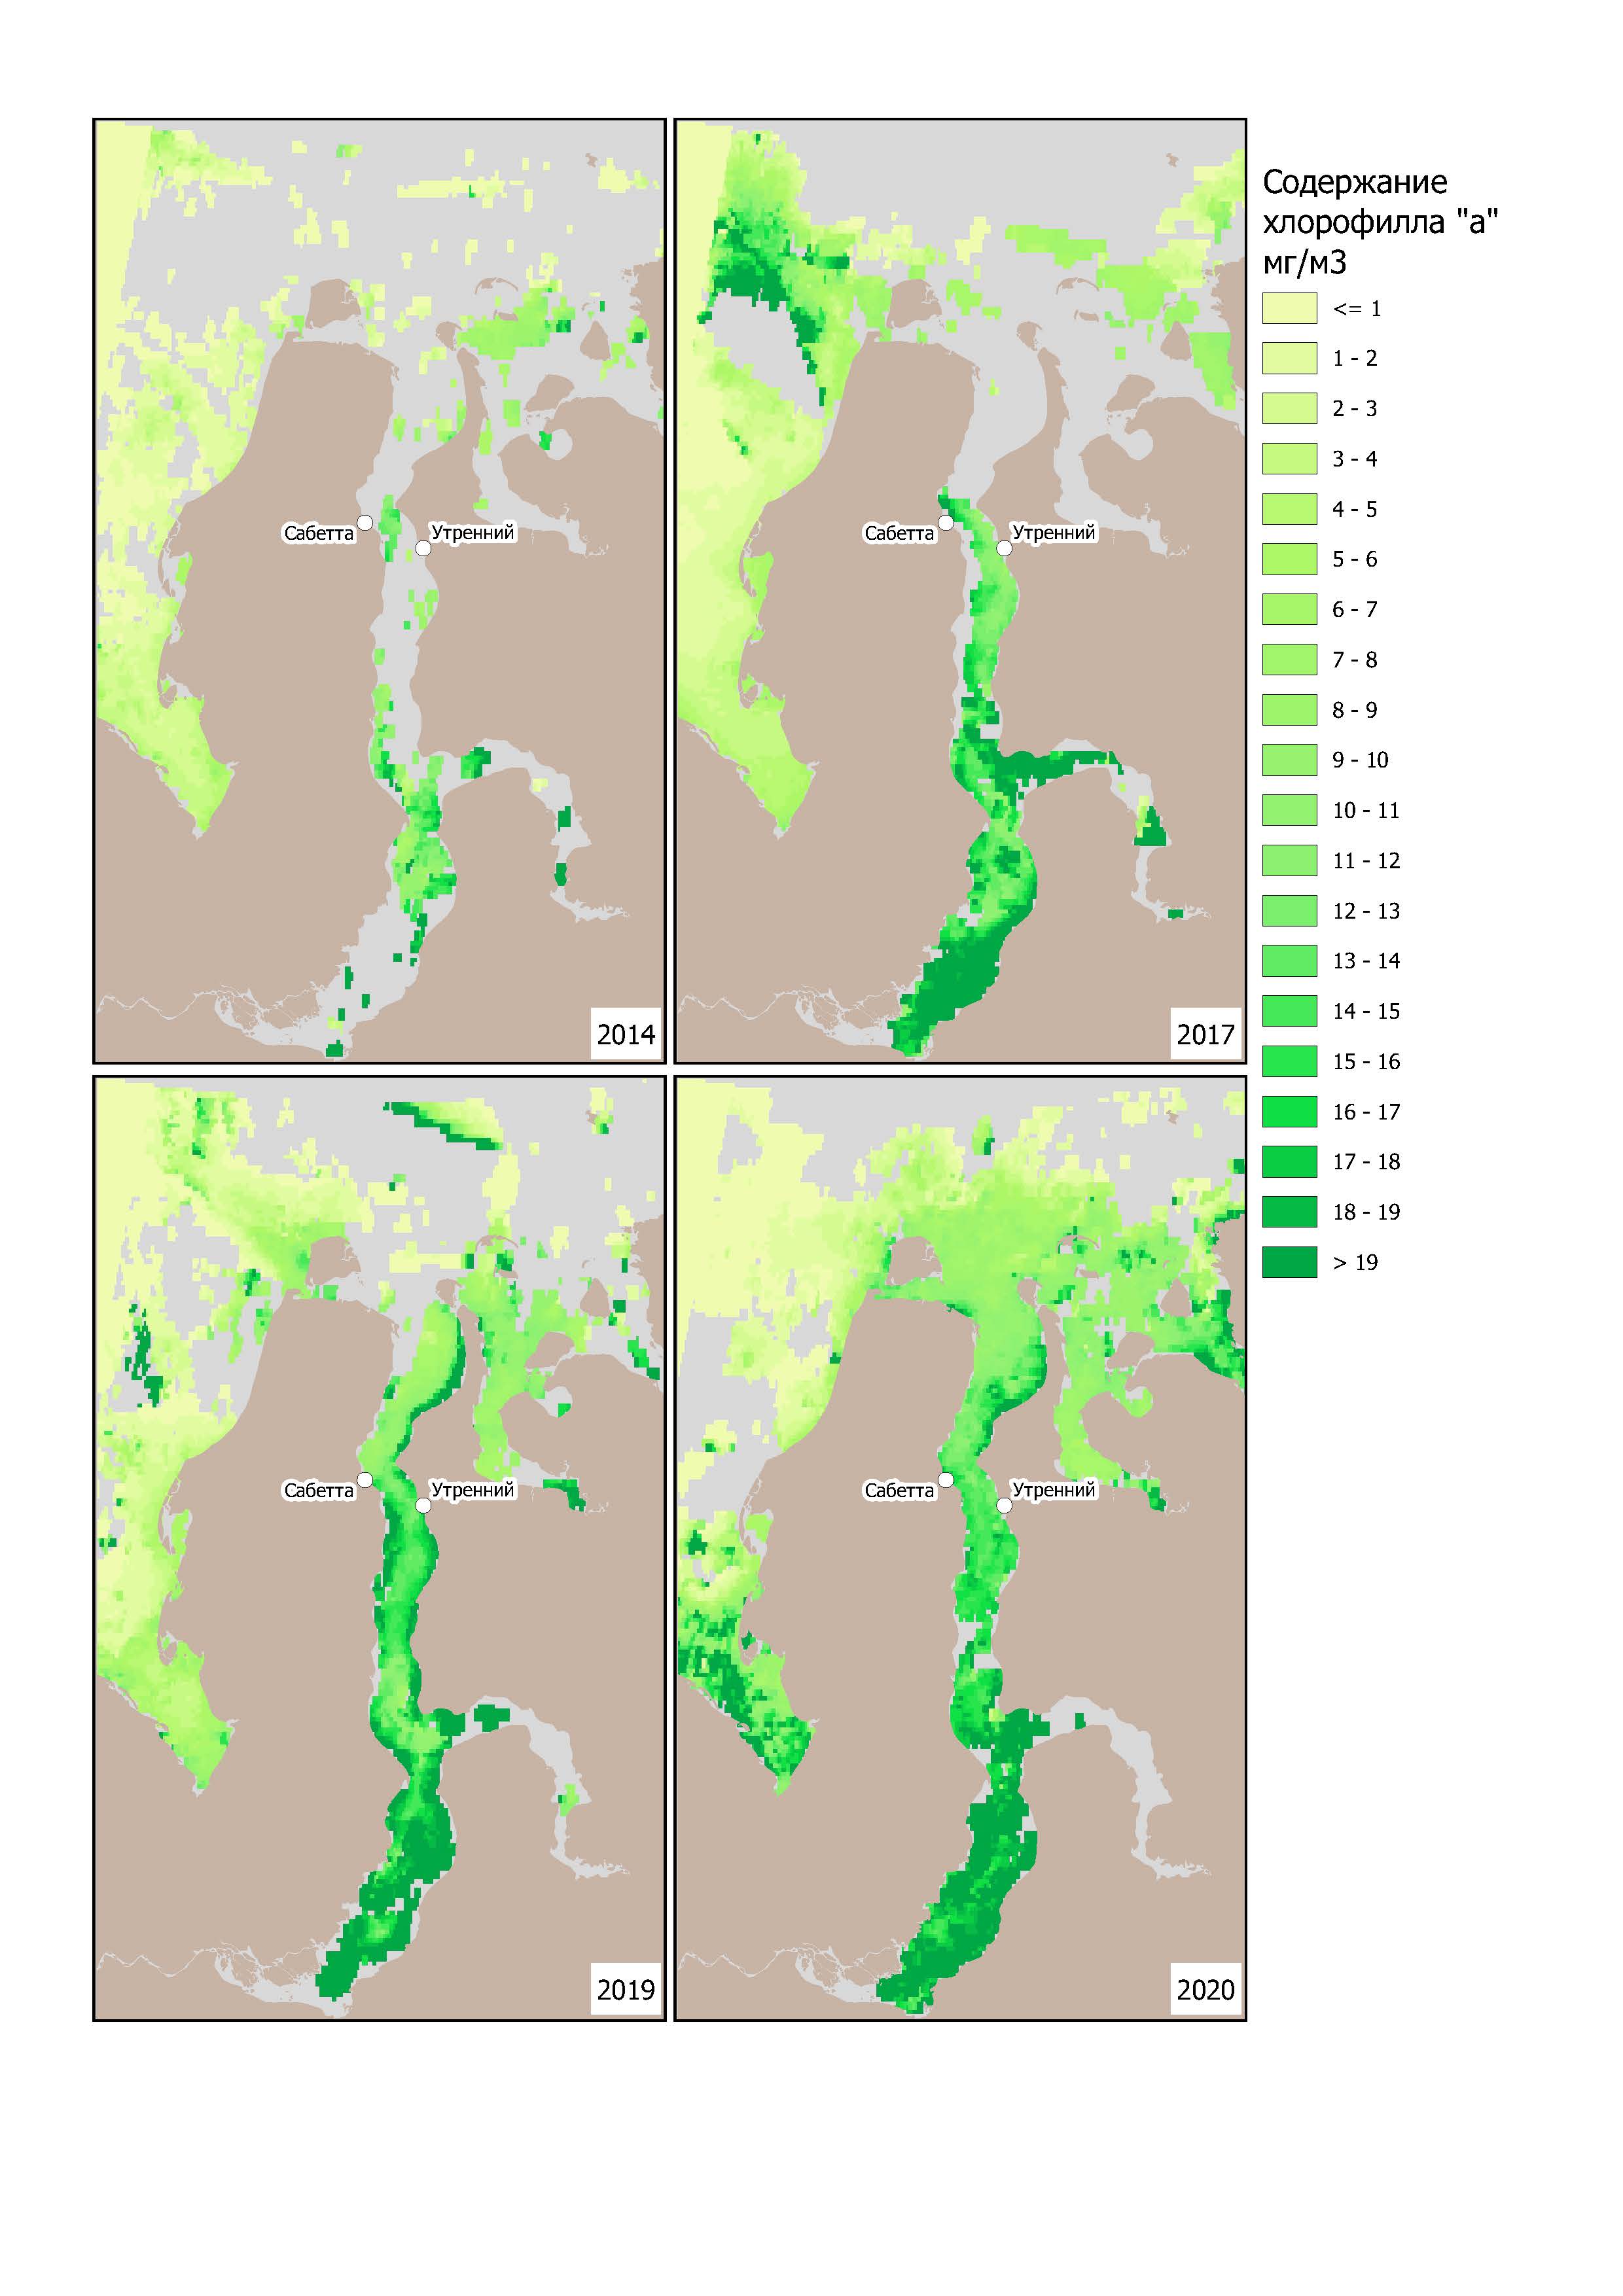 Сабетта
Утренний
2014
Сабетта
Утренний
2017
Сабетта
Утренний
2019
Сабетта
Утренний
2020
Содержание
хлорофилла "а"
мг/м3
<= 1
1 - 2
2 - 3
3 - 4
4 - 5
5 - 6
6 - 7
7 - 8
8 - 9
9 - 10
10 - 11
11 - 12
12 - 13
13 - 14
14 - 15
15 - 16
16 - 17
17 - 18
18 - 19
> 19